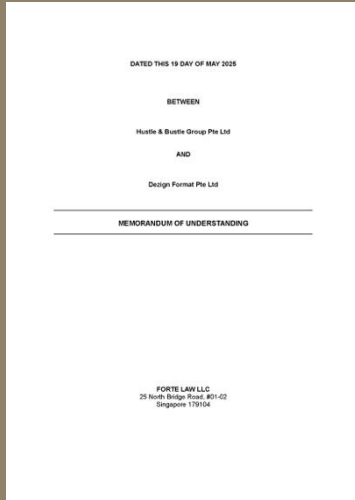 DATED THIS 19 DAY OF MAY 2025
BETWEEN
Hustle & Bustle Group Pte Ltd
AND
Dezign Format Pte Ltd
MEMORANDUM OF UNDERSTANDING
FORTE LAW LLC
25 North Bridge Road, #01-02
Singapore 179104